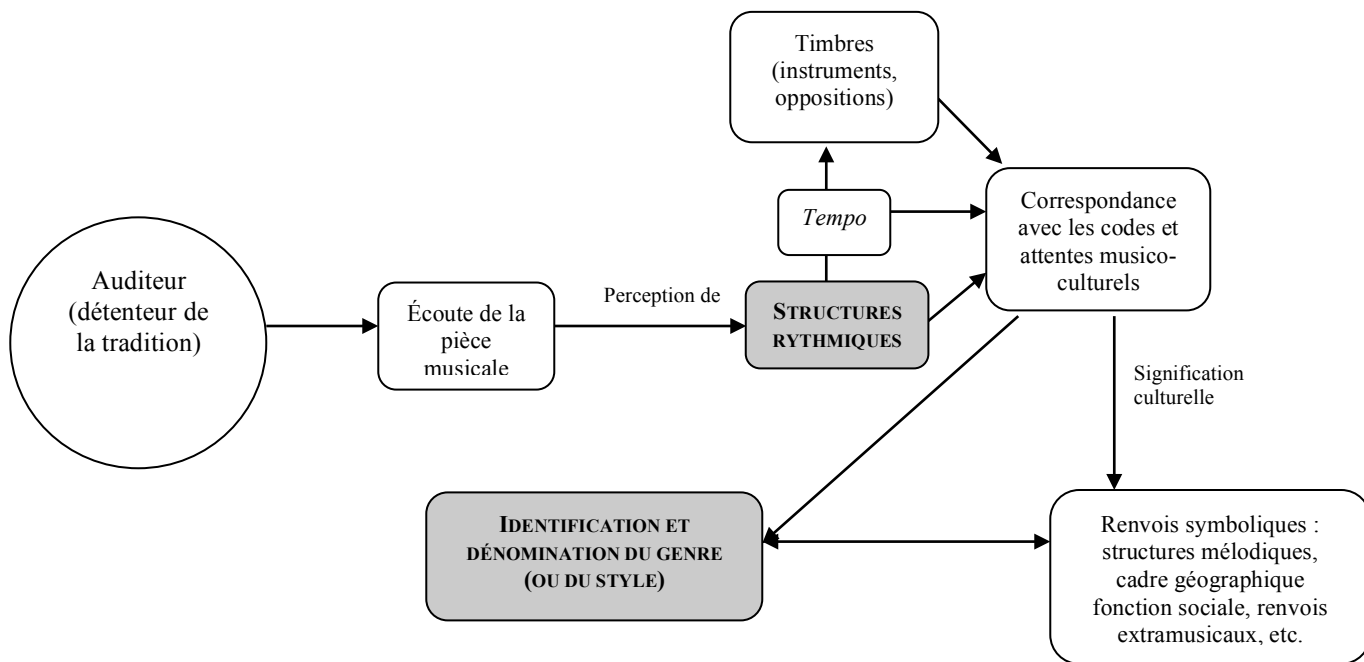 Timbres
(instruments,
oppositions)
Tempo
Correspondance
avec les codes et
attentes musico-
culturels
Auditeur
(détenteur de
la tradition)
Écoute de la
pièce
musicale
Perception de
STRUCTURES
RYTHMIQUES
Signification
culturelle
IDENTIFICATION ET
DÉNOMINATION DU GENRE
(OU DU STYLE)
Renvois symboliques :
structures mélodiques,
cadre géographique
fonction sociale, renvois
extramusicaux, etc.